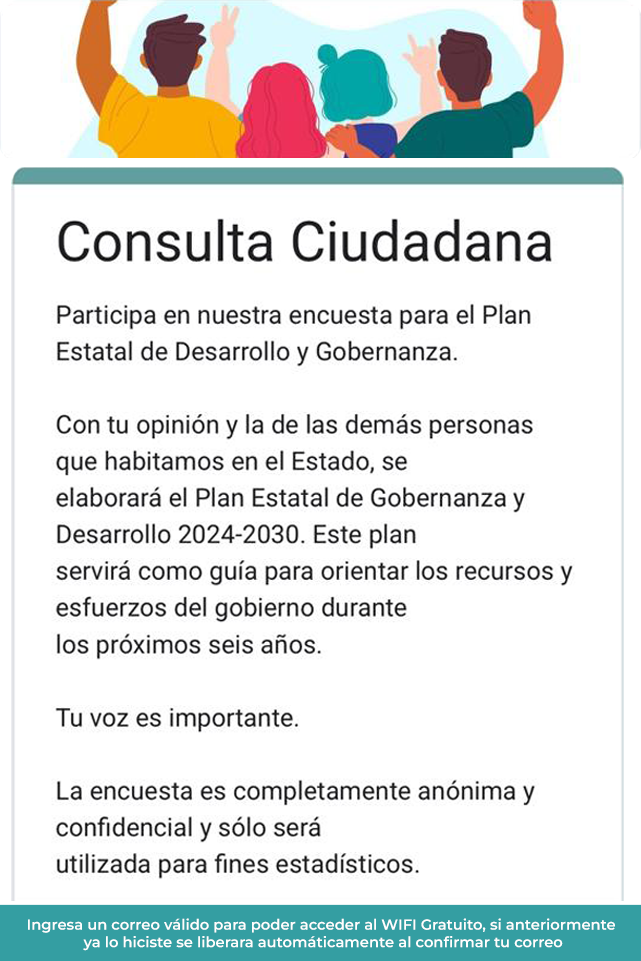 Consulta Ciudadana
Participa en nuestra encuesta para el Plan
Estatal de Desarrollo y Gobernanza.
Con tu opinión y la de las demás personas
que habitamos en el Estado, se
elaborará el Plan Estatal de Gobernanza y
Desarrollo 2024-2030. Este plan
servirá como guía para orientar los recursos y
esfuerzos del gobierno durante
los próximos seis años.
Tu voz es importante.
La encuesta es completamente anónima y
confidencial y sólo será
utilizada para fines estadísticos.
Ingresa un correo válido para poder acceder al WIFI Gratuito, si anteriormente
ya lo hiciste se liberara automáticamente al confirmar tu correo